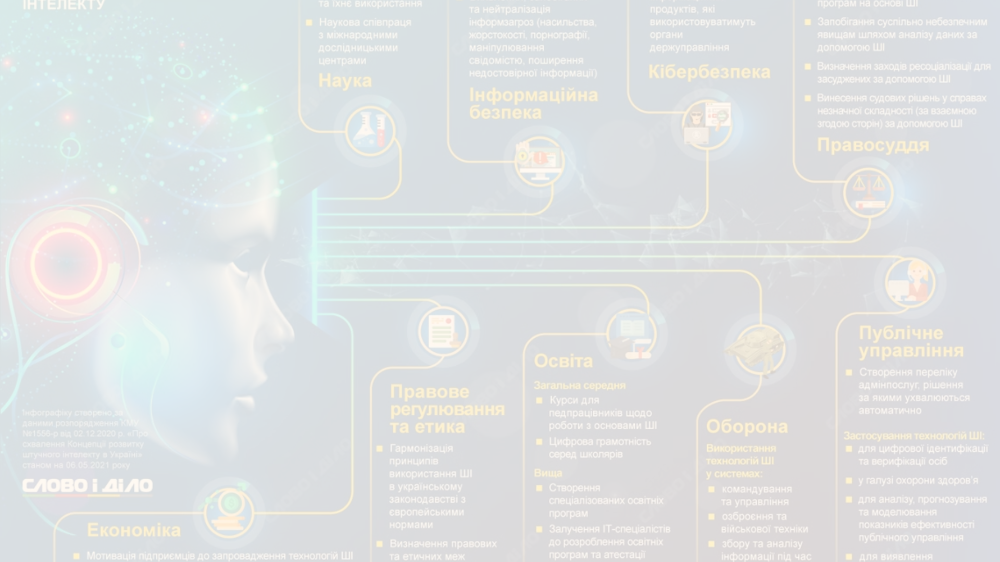 ІНТЕЛЕКТУ
та їхнє використання
Наукова співпраця
з міжнародними
дослідницькими
центрами
Наука
та нейтралізація
інформзагроз (насильства,
жорстокості, порнографії,
маніпулювання
свідомістю, поширення
недостовірної інформації)
Інформаційна
безпека
продуктів, які
використовуватимуть
органи
держуправління
Кібербезпека
програм на основі ШІ
Запобігання суспільно небезпечним
явищам шляхом аналізу даних за
допомогою ШІ
Визначення заходів ресоціалізації для
засуджених за допомогою ШІ
Винесення судових рішень у справах
незначної складності (за взаємною
згодою сторін) за допомогою ШІ
Правосуддя
Інфографіку створено за
даними розпорядження КМУ
№1556-р від 02.12.2020 р. «Про
схвалення Концепції розвитку
штучного інтелекту в Україні»
станом на 06.05.2021 року
СЛОВО і ДіЛО
Економіка
Мотивація підприємців до запровадження технологій ШІ
Правове
регулювання
та етика
Гармонізація
принципів
використання ШІ
в українському
законодавстві з
європейськими
нормами
Визначення правових
та етичних меж
Освіта
Загальна середня
Курси для
педпрацівників щодо
роботи з основами ШІ
Цифрова грамотність
серед школярів
Вища
Створення
спеціалізованих освітніх
програм
Залучення ІТ-спеціалістів
до розроблення освітніх
програм та атестації
Оборона
Використання
технологій ШІ
у системах:
командування
та управління
озброєння та
військової техніки
збору та аналізу
інформації під час
Публічне
управління
Створення переліку
адмінпослуг, рішення
за якими ухвалюються
автоматично
Застосування технологій ШІ:
для цифрової ідентифікації
та верифікації осіб
у галузі охорони здоров'я
для аналізу, прогнозування
та моделювання
показників ефективності
публічного управління
для виявлення